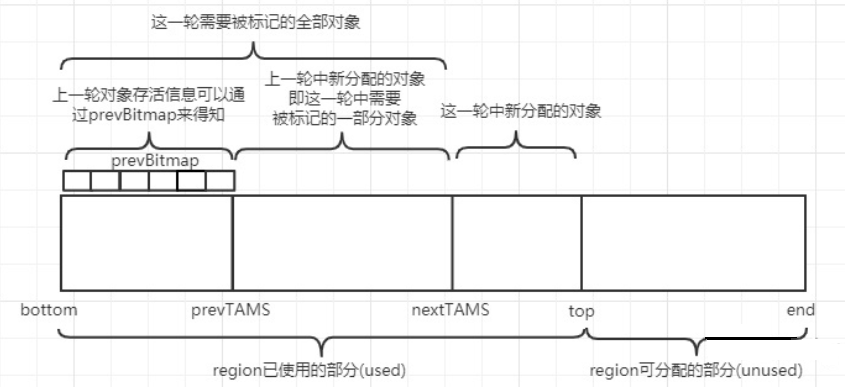 这一轮需要被标记的全部对象
上一轮对象存活信息可以通
过prevBitmap来得知
上一轮中新分配的对象
即这一轮中需要
被标记的一部分对象
这一轮中新分配的对象
prevBitmap
bottom
prevTAMS
nextTAMS
top
end
region已使用的部分(used)
region可分配的部分(unused)